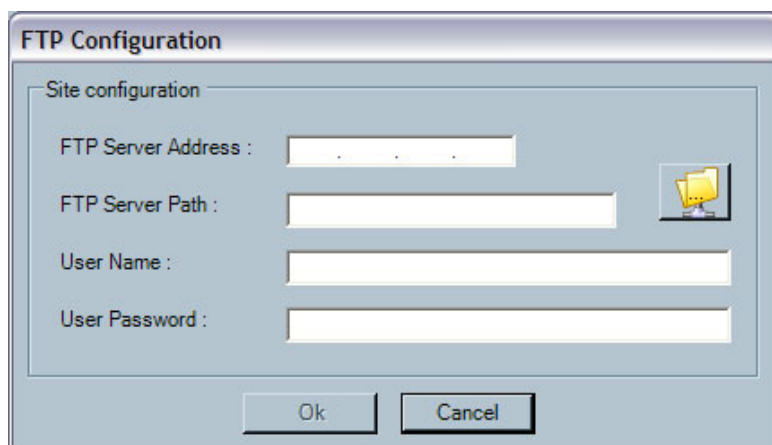 FTP Configuration
Site configuration
FTP Server Address :
. . .
FTP Server Path :
User Name :
User Password :
Ok
Cancel